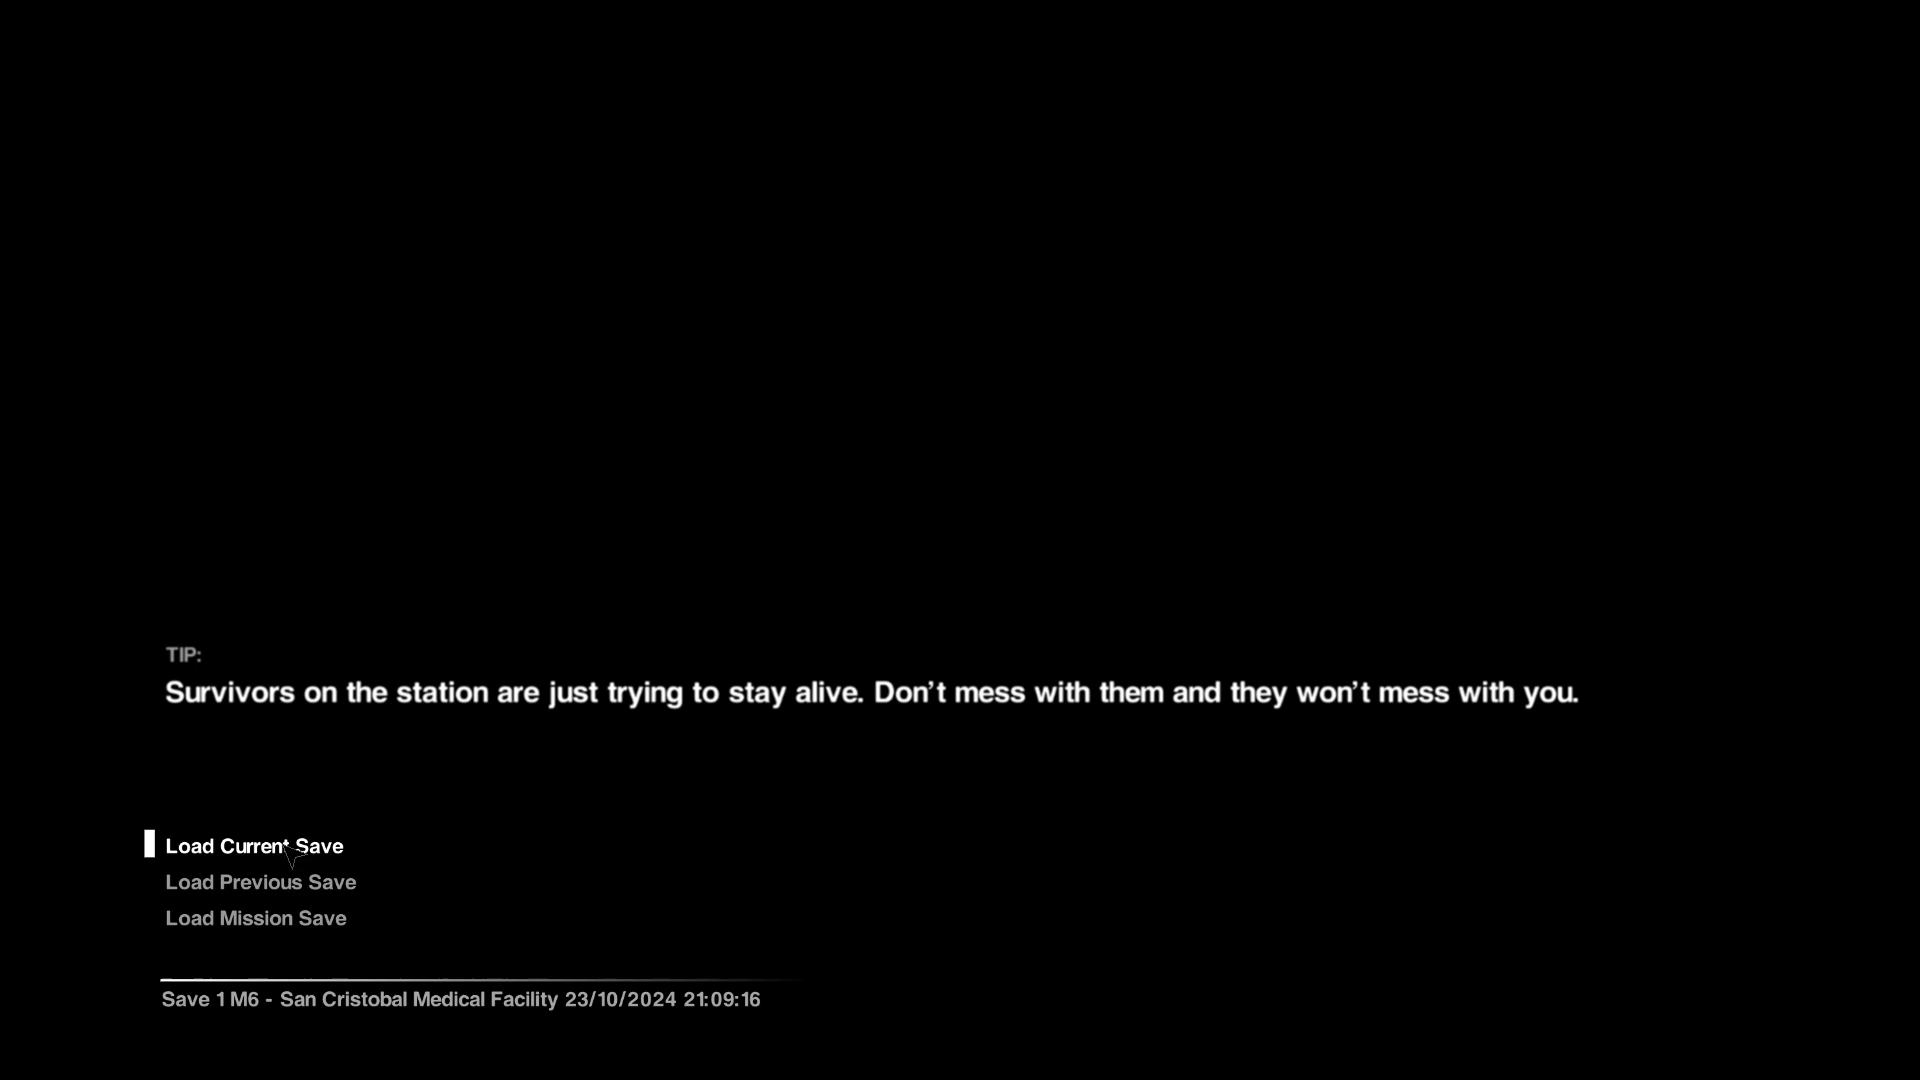 TIP:
Survivors on the station are just trying to stay alive. Don’t mess with them and they won’t mess with you.
Load Current Save
Load Previous Save
Load Mission Save
Save 1 M6 - San Cristobal Medical Facility 23/10/2024 21:09:16